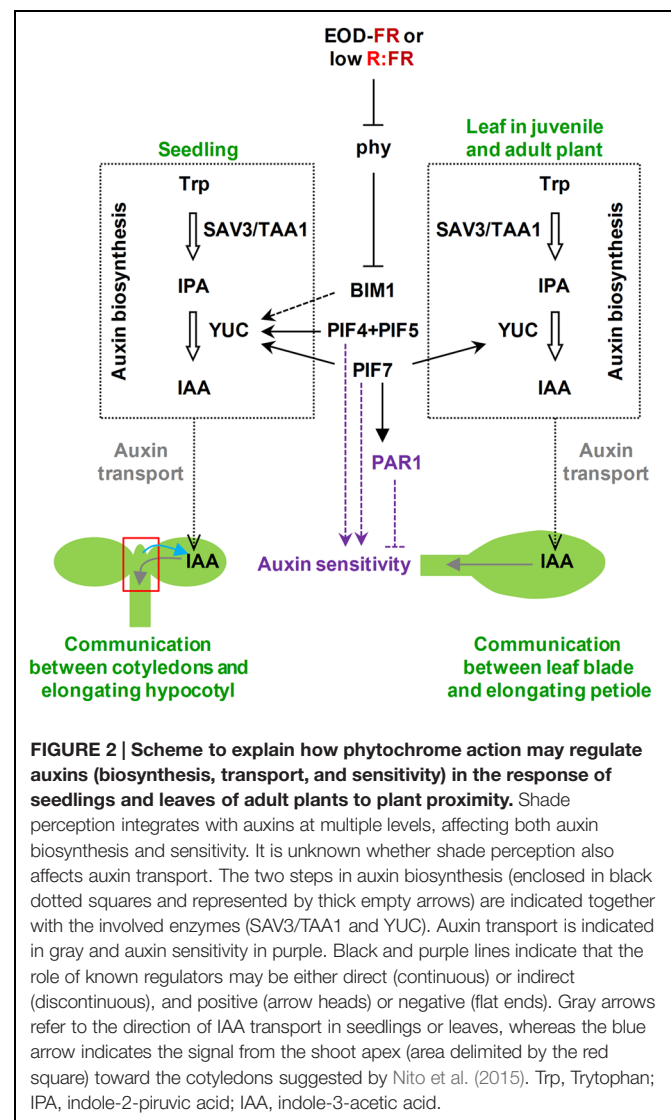 EOD-FR or
low R:FR
phy
Seedling
Trp
SAV3/TAA1
IPA
YUC
IAA
Auxin biosynthesis
Leaf in juvenile
and adult plant
Trp
SAV3/TAA1
IPA
YUC
IAA
Auxin biosynthesis
BIM1
PIF4+PIF5
PIF7
PAR1
Auxin
transport
Auxin
transport
IAA
Auxin sensitivity
IAA
Communication
between cotyledons and
elongating hypocotyl
Communication
between leaf blade
and elongating petiole
FIGURE 2 | Scheme to explain how phytochrome action may regulate
auxins (biosynthesis, transport, and sensitivity) in the response of
seedlings and leaves of adult plants to plant proximity. Shade
perception integrates with auxins at multiple levels, affecting both auxin
biosynthesis and sensitivity. It is unknown whether shade perception also
affects auxin transport. The two steps in auxin biosynthesis (enclosed in black
dotted squares and represented by thick empty arrows) are indicated together
with the involved enzymes (SAV3/TAA1 and YUC). Auxin transport is indicated
in gray and auxin sensitivity in purple. Black and purple lines indicate that the
role of known regulators may be either direct (continuous) or indirect
(discontinuous), and positive (arrow heads) or negative (flat ends). Gray arrows
refer to the direction of IAA transport in seedlings or leaves, whereas the blue
arrow indicates the signal from the shoot apex (area delimited by the red
square) toward the cotyledons suggested by Nito et al. (2015). Trp, Trytophan;
IPA, indole-2-piruvic acid; IAA, indole-3-acetic acid.